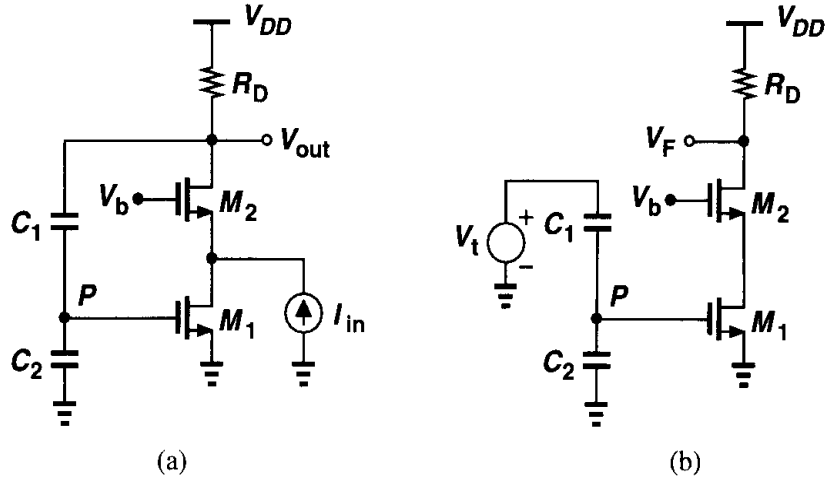 V_DD
R_D
V_out
V_b
M_2
C_1
P
M_1
I_in
C_2
(a)
V_DD
R_D
V_F
V_b
M_2
V_t
+
−
C_1
P
M_1
C_2
(b)